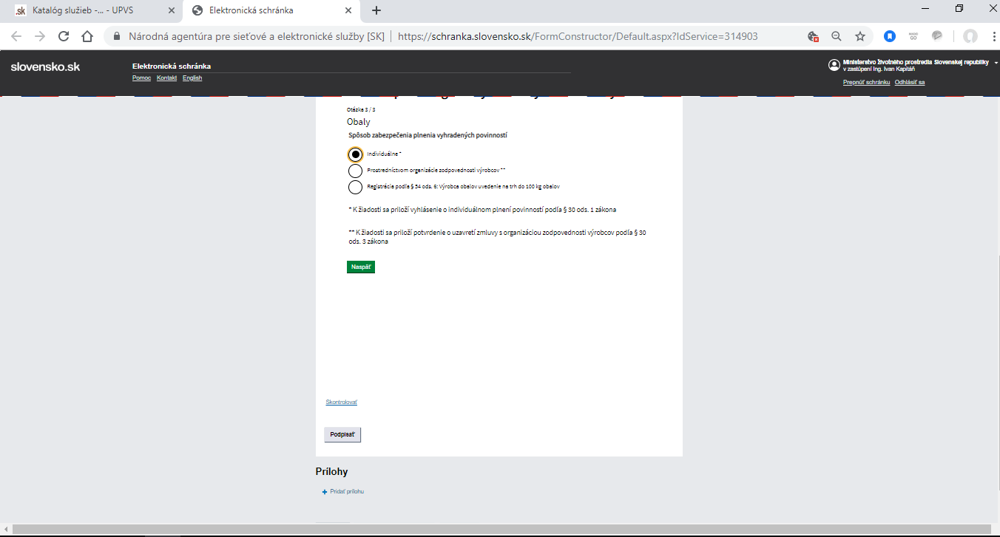 .sk Katalóg služieb -... - UPVS
Elektronická schránka
Národná agentúra pre sieťové a elektronické služby [SK] | https://schranka.slovensko.sk/FormConstructor/Default.aspx?IdService=314903
slovensko.sk
Elektronická schránka
Pomoc Kontakt English
Ministerstvo životného prostredia Slovenskej republiky
v zastúpení Ing. Ivan Kapitáň
Prepnúť schránku Odhlásiť sa
Otázka 3 / 3
Obaly
Spôsob zabezpečenia plnenia vyhradených povinností
Individuálne *
Prostredníctvom organizácie zodpovednosti výrobcov **
Registrácia podľa § 54 ods. 6: Výrobca obalov uvedenie na trh do 100 kg obalov
* K žiadosti sa priloží vyhlásenie o individuálnom plnení povinností podľa § 30 ods. 1 zákona
** K žiadosti sa priloží potvrdenie o uzavretí zmluvy s organizáciou zodpovednosti výrobcov podľa § 30
ods. 3 zákona
Naspäť
Skontrolovať
Podpísať
Prílohy
Pridať prílohu